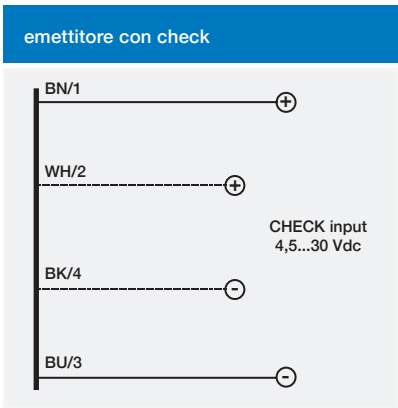 emettitore con check
BN/1
+
WH/2
+
CHECK input
4,5...30 Vdc
BK/4
-
BU/3
-